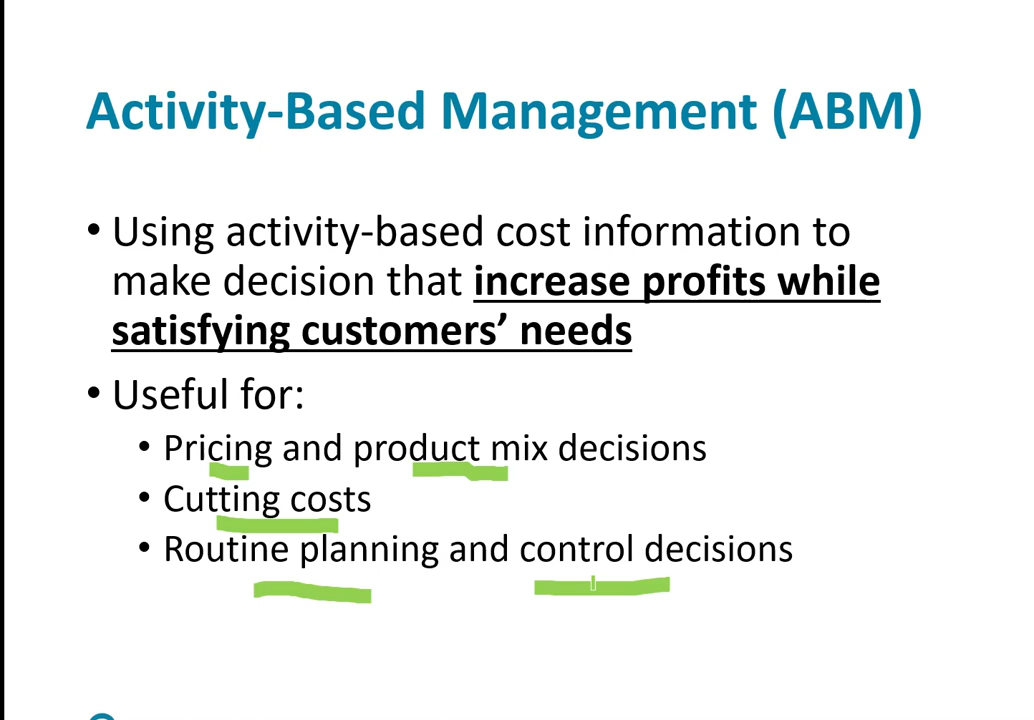 Activity-Based Management (ABM)
• Using activity-based cost information to
make decision that increase profits while
satisfying customers’ needs
• Useful for:
• Pricing and product mix decisions
• Cutting costs
• Routine planning and control decisions